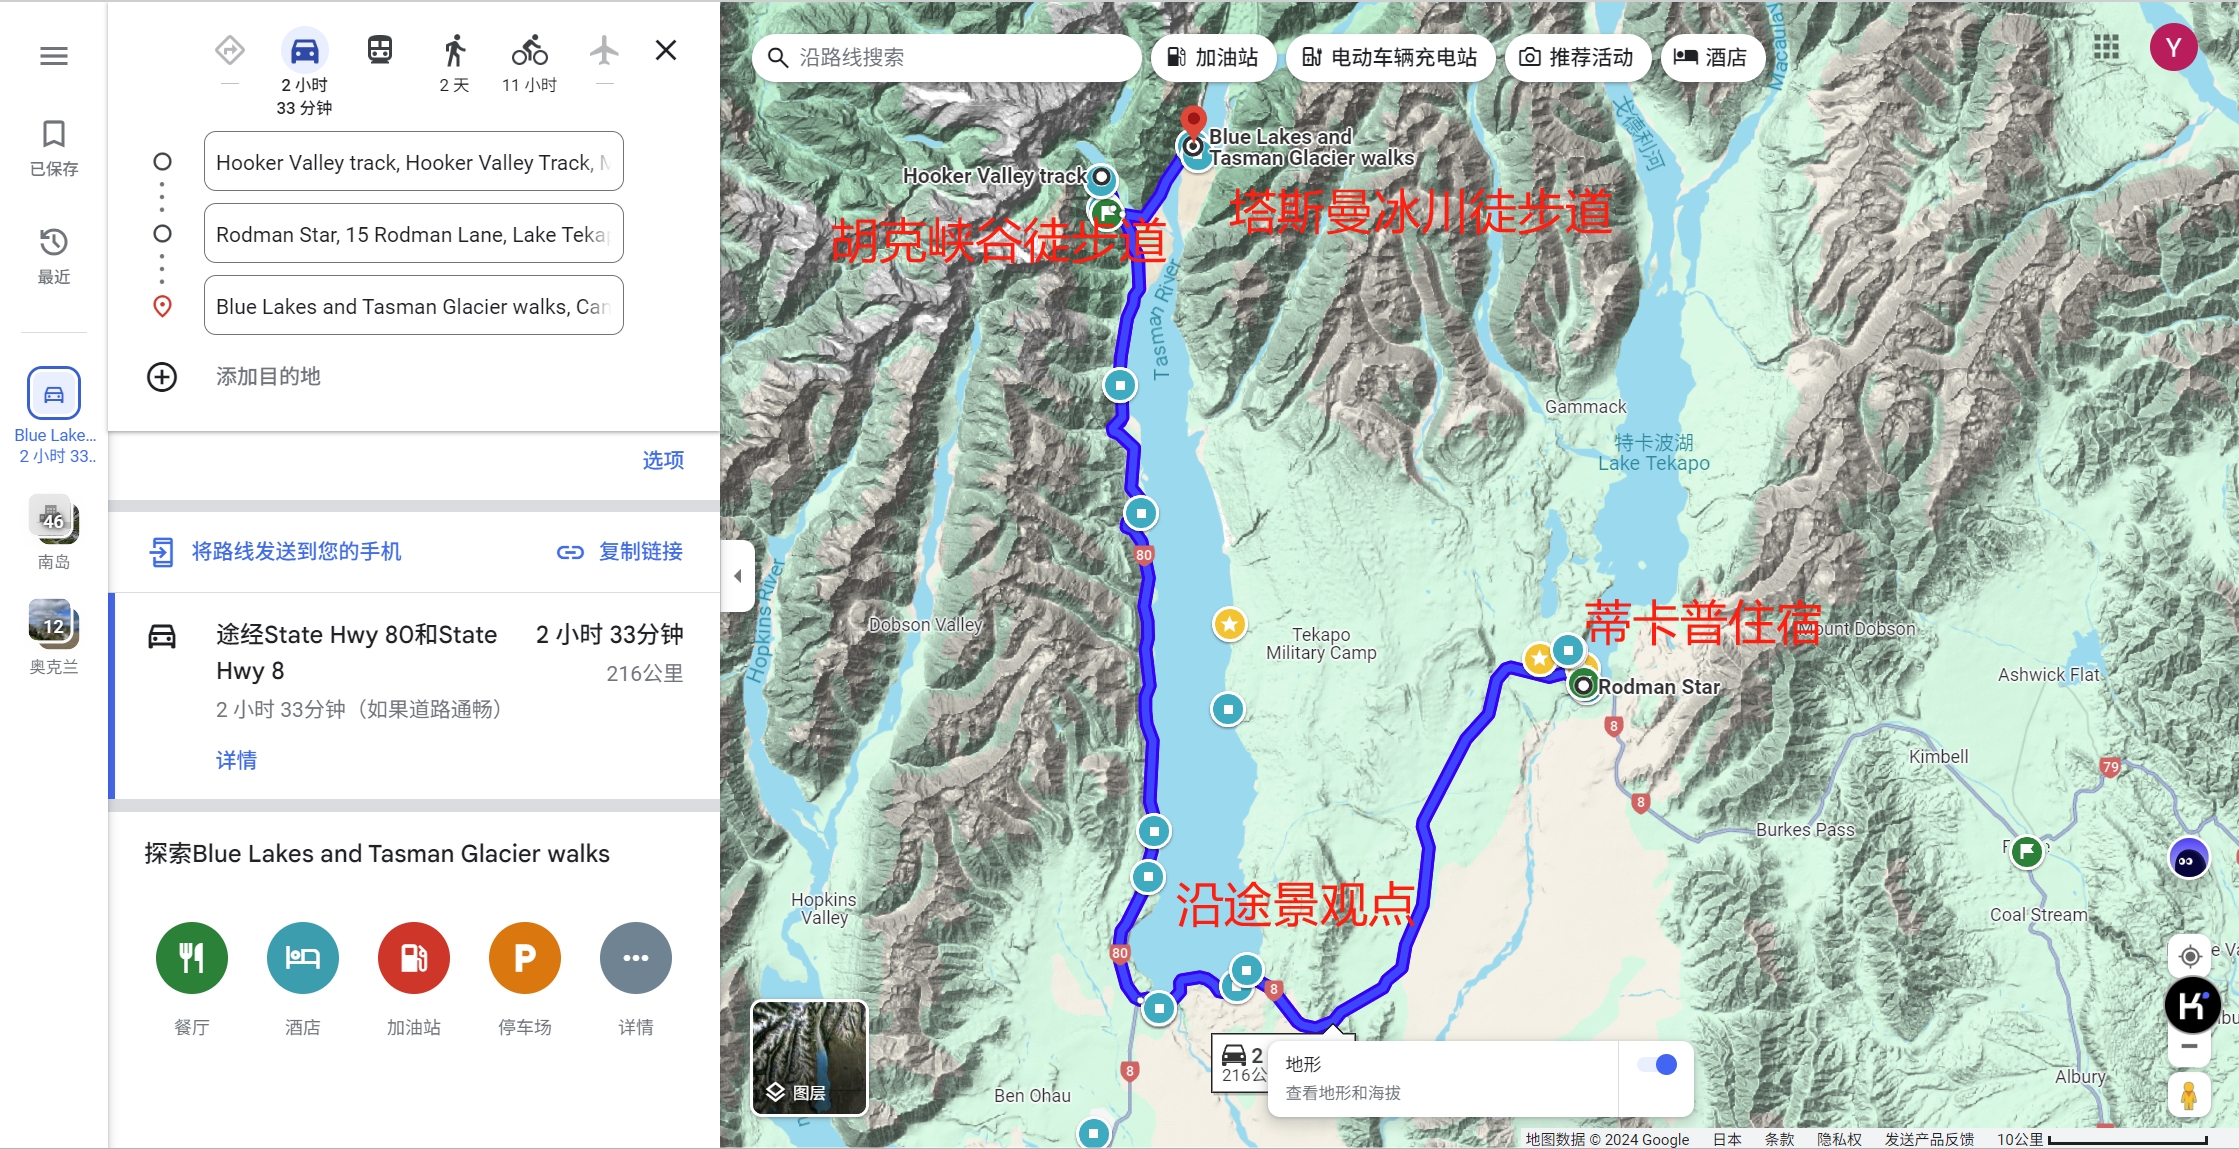 已保存
最近
Blue Lake...
2 小时 33..
46
南岛
12
奥克兰
2 小时
33 分钟
2 天
11 小时
Hooker Valley track, Hooker Valley Track,
Rodman Star, 15 Rodman Lane, Lake Teka
Blue Lakes and Tasman Glacier walks, Can
添加目的地
选项
将路线发送到您的手机
复制链接
途经State Hwy 80和State
Hwy 8
2 小时 33分钟
216公里
2 小时 33分钟（如果道路通畅）
详情
探索Blue Lakes and Tasman Glacier walks
餐厅
酒店
加油站
P
停车场
详情
沿路线搜索
加油站
电动车辆充电站
推荐活动
酒店
Y
Macaulay
戈德利河
Blue Lakes and
Tasman Glacier walks
Hooker Valley track
塔斯曼冰川徒步道
胡克峡谷徒步道
Tasman River
Gammack
特卡波湖
Lake Tekapo
80
Hopkins River
Dobson Valley
Tekapo
Military Camp
蒂卡普住宿
Mount Dobson
Rodman Star
Ashwick Flat
8
Kimbell
79
8
Burkes Pass
Hopkins
Valley
沿途景观点
Coal Stream
80
8
8
Ben Ohau
Albury
2
216公
地形
查看地形和海拔
图层
地图数据 © 2024 Google
日本
条款
隐私权
发送产品反馈
10公里